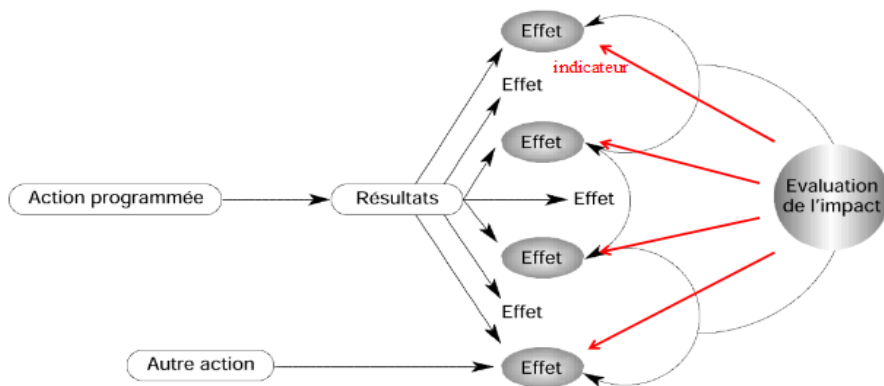 Effet
indicateur
Effet
Effet
Action programmée
Résultats
Effet
Evaluation
de l'impact
Effet
Effet
Autre action
Effet